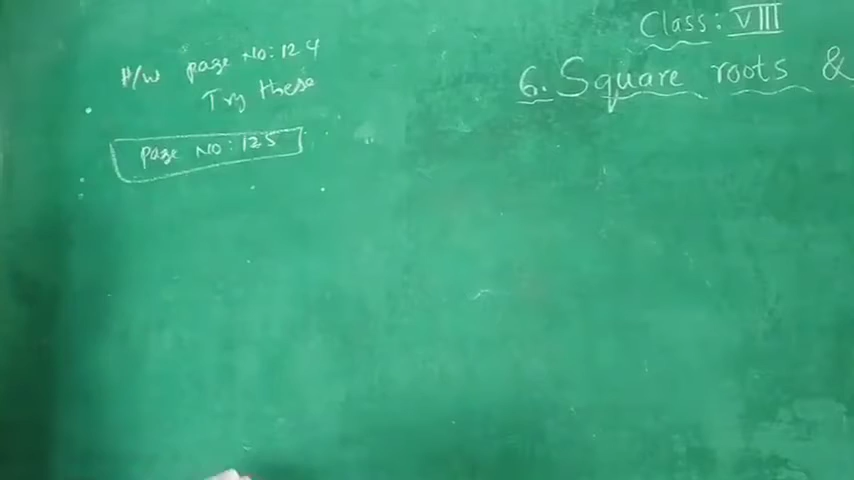 Class: VIII
6. Square roots &
H/W page No: 124
Try these
page No: 125